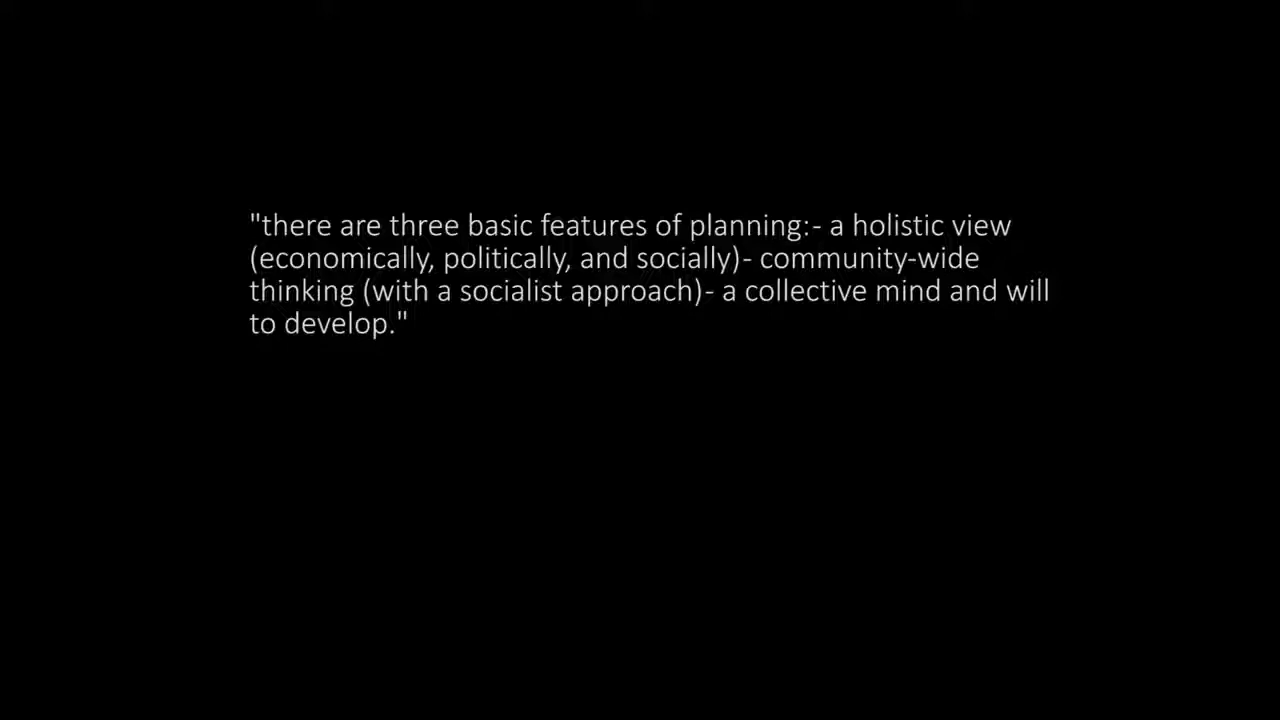 "there are three basic features of planning:- a holistic view
(economically, politically, and socially)- community-wide
thinking (with a socialist approach)- a collective mind and will
to develop."